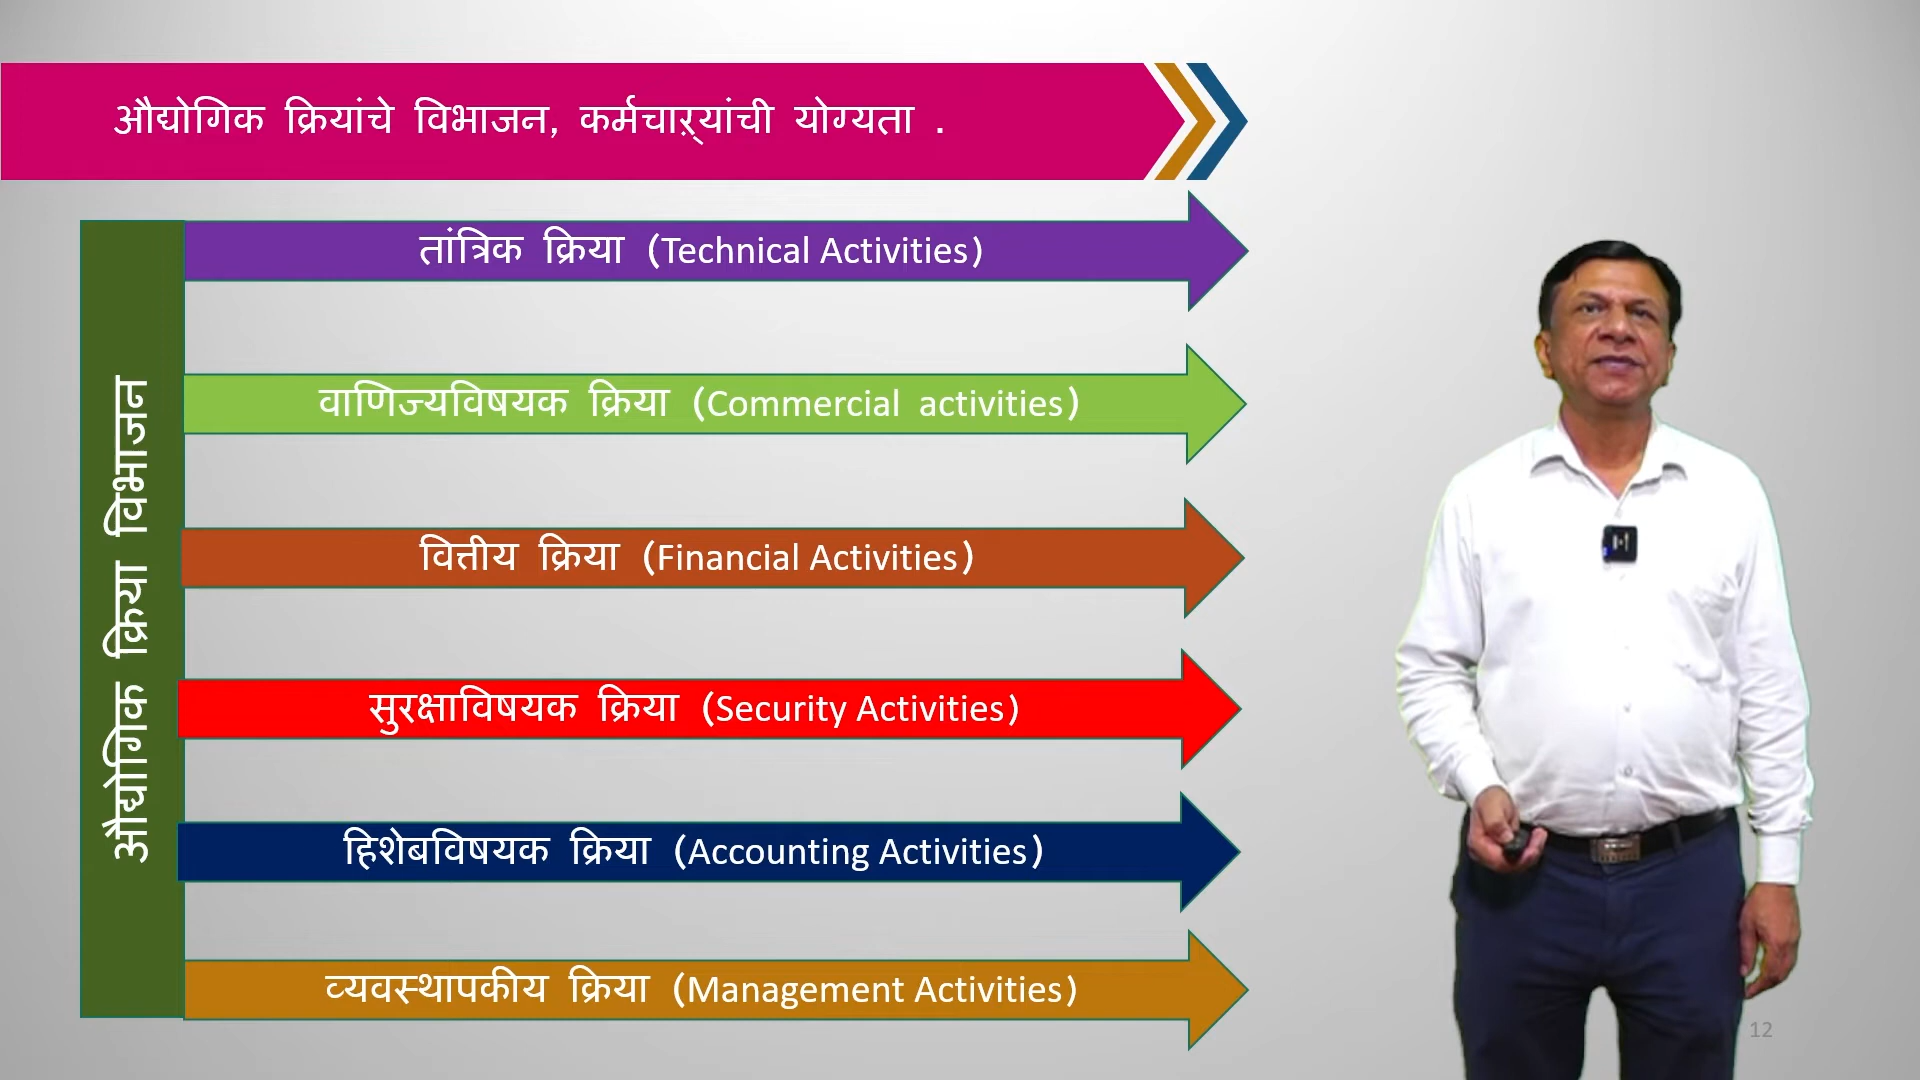 औद्योगिक क्रियांचे विभाजन, कर्मचाऱ्यांची योग्यता .
औद्योगिक क्रिया विभाजन
तांत्रिक क्रिया (Technical Activities)
वाणिज्यविषयक क्रिया (Commercial activities)
वित्तीय क्रिया (Financial Activities)
सुरक्षाविषयक क्रिया (Security Activities)
हिशेबविषयक क्रिया (Accounting Activities)
व्यवस्थापकीय क्रिया (Management Activities)
12